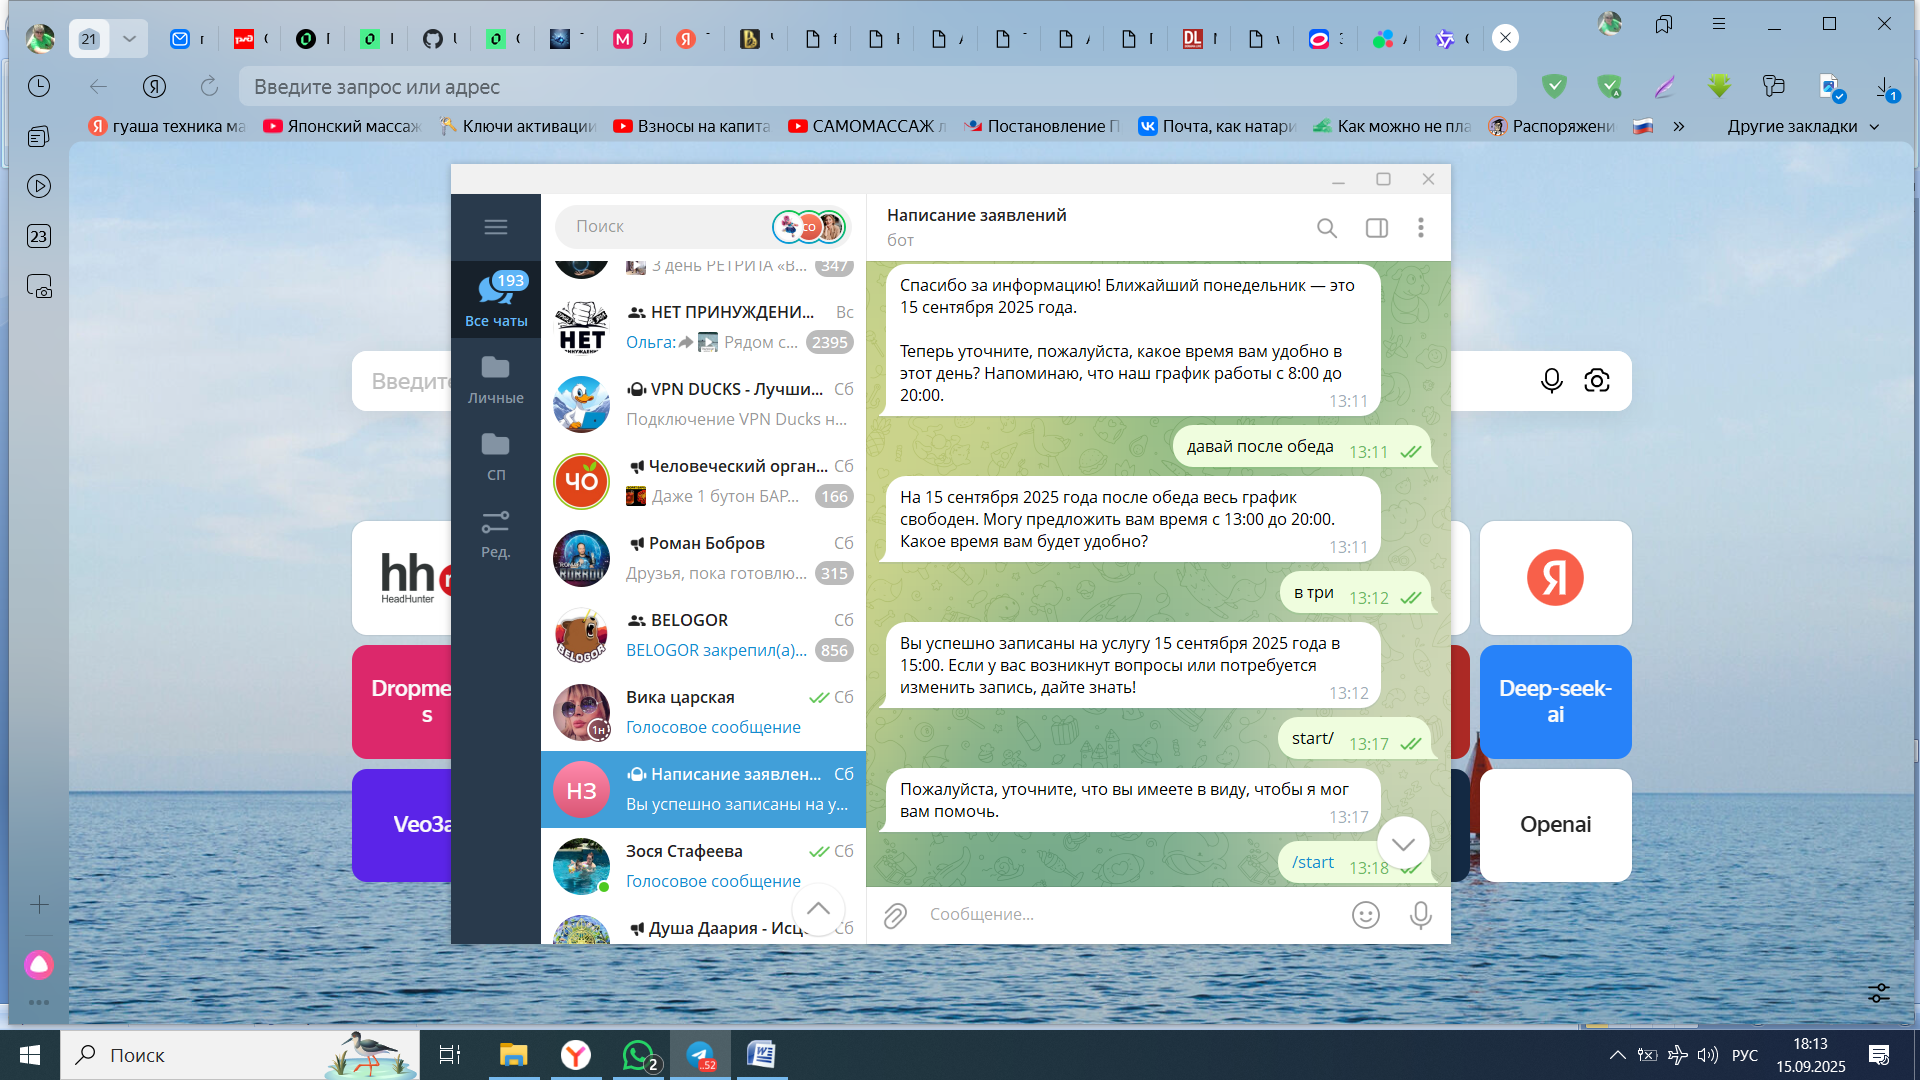 21
Введите запрос или адрес
1
гуаша техника ма
Японский массаж
Ключи активации
Взносы на капита
САМОМАССАЖ л
Постановление П
Почта, как натари
Как можно не пла
Распоряжени
»
Другие закладки
23
Введите
hh
HeadHunter
Dropme
s
Veo3a
Я
Deep-seek-
ai
Openai
193
Все чаты
Личные
СП
Ред.
Поиск
3 день РЕТРИТА «В...
347
НЕТ ПРИНУЖДЕНИ...
Вс
Ольга:
Рядом с...
2395
VPN DUCKS - Лучши...
Сб
Подключение VPN Ducks н...
ЧО
Человеческий орган...
Сб
Даже 1 бутон БАР...
166
Роман Бобров
Сб
Друзья, пока готовлю...
315
BELOGOR
Сб
BELOGOR закрепил(а)...
856
Вика царская
Сб
Голосовое сообщение
1н
НЗ
Написание заявлен...
Сб
Вы успешно записаны на у...
Зося Стафеева
Сб
Голосовое сообщение
Душа Даария - Исц
Сб
Написание заявлений
бот
Спасибо за информацию! Ближайший понедельник — это
15 сентября 2025 года.
Теперь уточните, пожалуйста, какое время вам удобно в
этот день? Напоминаю, что наш график работы с 8:00 до
20:00.
13:11
давай после обеда
13:11
На 15 сентября 2025 года после обеда весь график
свободен. Могу предложить вам время с 13:00 до 20:00.
Какое время вам будет удобно?
13:11
в три
13:12
Вы успешно записаны на услугу 15 сентября 2025 года в
15:00. Если у вас возникнут вопросы или потребуется
изменить запись, дайте знать!
13:12
start/
13:17
Пожалуйста, уточните, что вы имеете в виду, чтобы я мог
вам помочь.
13:17
/start
13:18
Сообщение...
Поиск
2
..52
РУС
18:13
15.09.2025